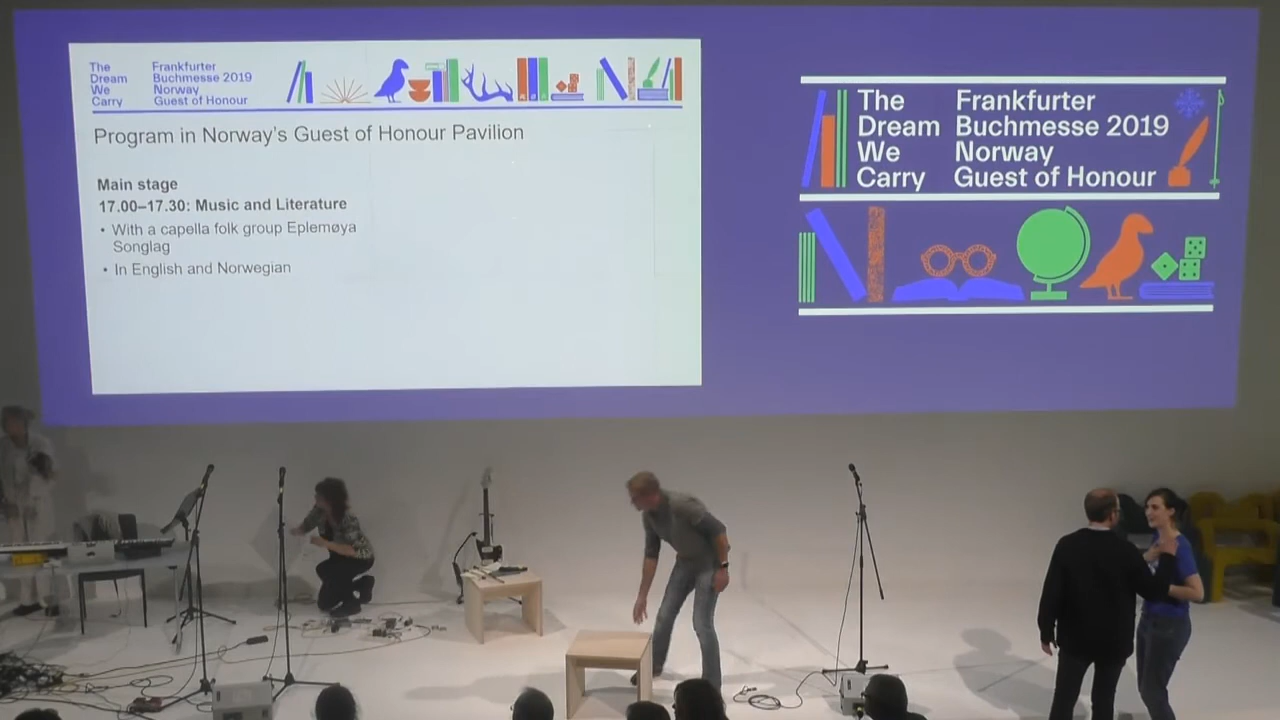 The
Dream
We
Carry
Frankfurter
Buchmesse 2019
Norway
Guest of Honour
Program in Norway's Guest of Honour Pavilion
Main stage
17.00–17.30: Music and Literature
• With a capella folk group Eplemøya
Songlag
• In English and Norwegian
The
Dream
We
Carry
Frankfurter
Buchmesse 2019
Norway
Guest of Honour